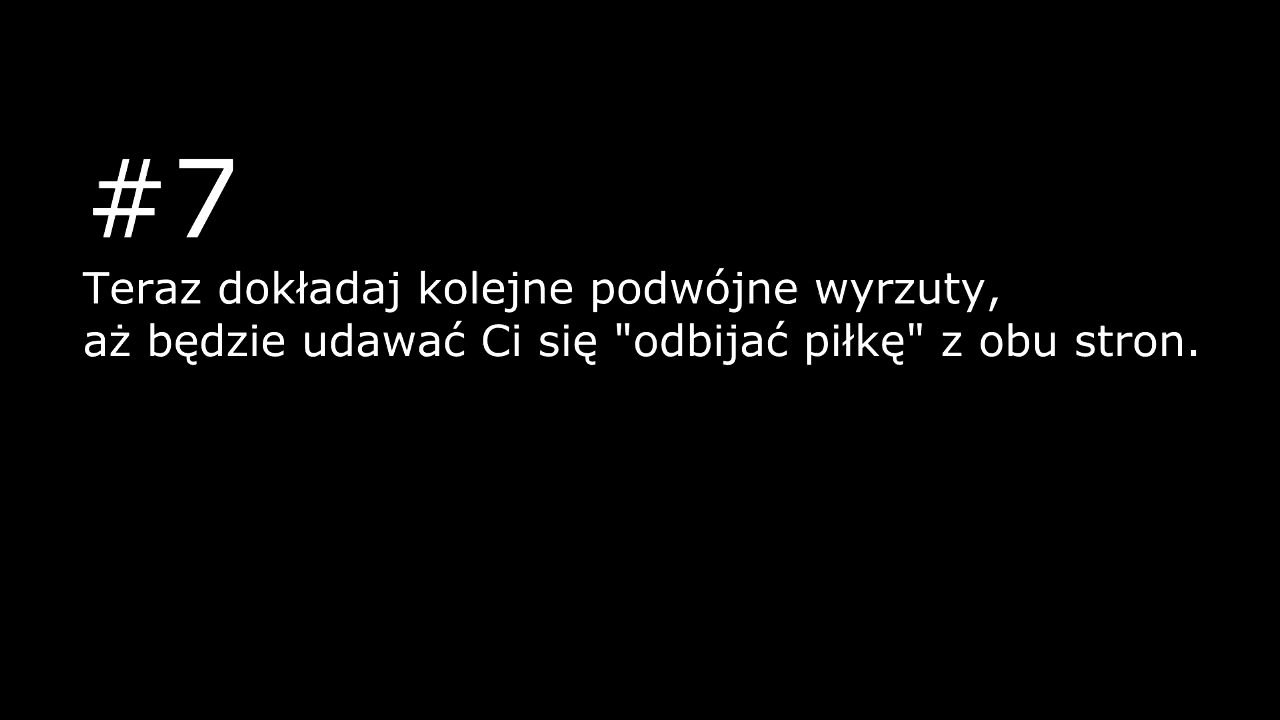 #7
Teraz dokładaj kolejne podwójne wyrzuty,
aż będzie udawać Ci się "odbijać piłkę" z obu stron.